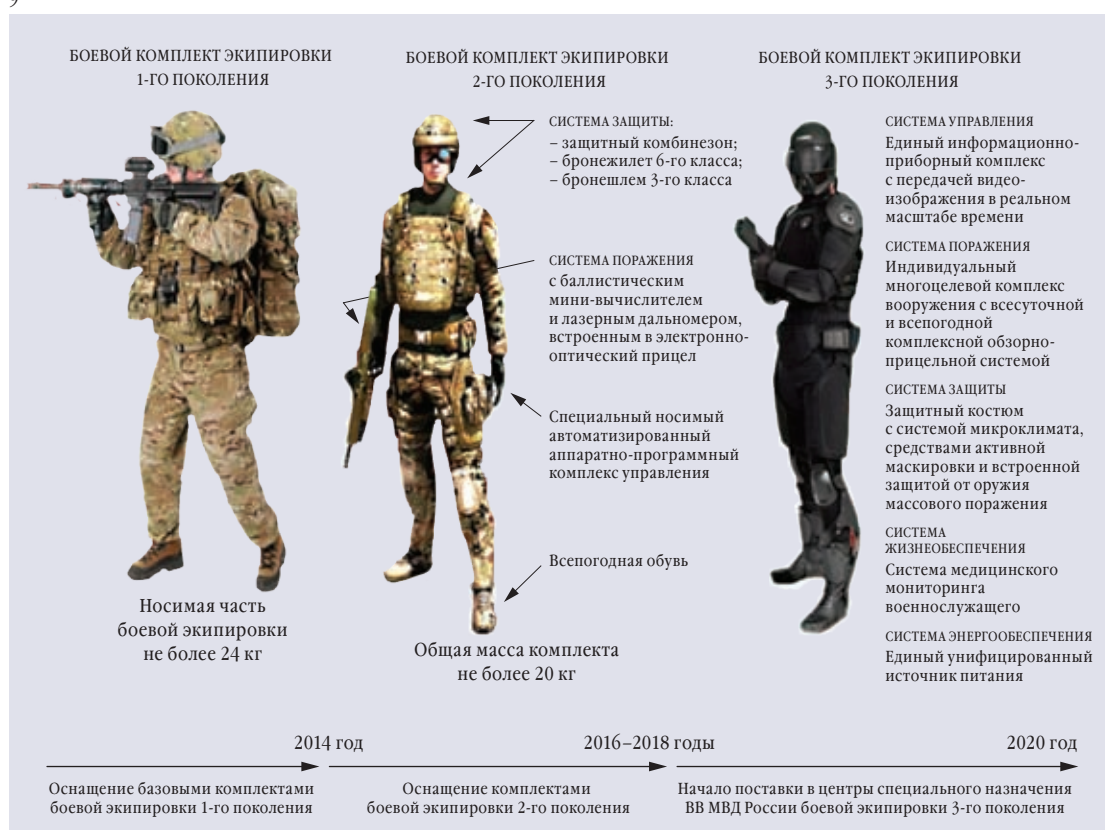 БОЕВОЙ КОМПЛЕКТ ЭКИПИРОВКИ
1-ГО ПОКОЛЕНИЯ
Носимая часть
боевой экипировки
не более 24 кг
БОЕВОЙ КОМПЛЕКТ ЭКИПИРОВКИ
2-ГО ПОКОЛЕНИЯ
СИСТЕМА ЗАЩИТЫ:
– защитный комбинезон;
– бронежилет 6-го класса;
– бронешлем 3-го класса
СИСТЕМА ПОРАЖЕНИЯ
с баллистическим
мини-вычислителем
и лазерным дальномером,
встроенным в электронно-
оптический прицел
Специальный носимый
автоматизированный
аппаратно-программный
комплекс управления
Всепогодная обувь
Общая масса комплекта
не более 20 кг
БОЕВОЙ КОМПЛЕКТ ЭКИПИРОВКИ
3-ГО ПОКОЛЕНИЯ
СИСТЕМА УПРАВЛЕНИЯ
Единый информационно-
приборный комплекс
с передачей видео-
изображения в реальном
масштабе времени
СИСТЕМА ПОРАЖЕНИЯ
Индивидуальный
многоцелевой комплекс
вооружения с всесуточной
и всепогодной
комплексной обзорно-
прицельной системой
СИСТЕМА ЗАЩИТЫ
Защитный костюм
с системой микроклимата,
средствами активной
маскировки и встроенной
защитой от оружия
массового поражения
СИСТЕМА
ЖИЗНЕОБЕСПЕЧЕНИЯ
Система медицинского
мониторинга
военнослужащего
СИСТЕМА ЭНЕРГООБЕСПЕЧЕНИЯ
Единый унифицированный
источник питания
2014 год
Оснащение базовыми комплектами
боевой экипировки 1-го поколения
2016–2018 годы
Оснащение комплектами
боевой экипировки 2-го поколения
2020 год
Начало поставки в центры специального назначения
ВВ МВД России боевой экипировки 3-го поколения